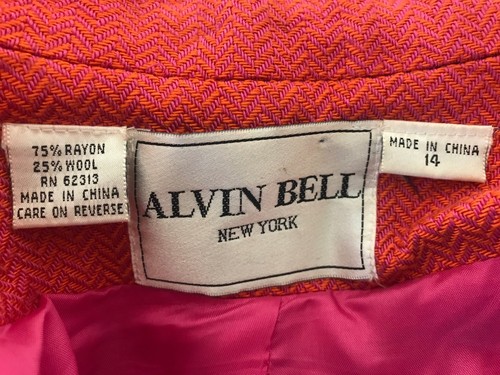 75% RAYON
25% WOOL
RN 62313
MADE IN CHINA
CARE ON REVERSE
ALVIN BELL
NEW YORK
MADE IN CHINA
14